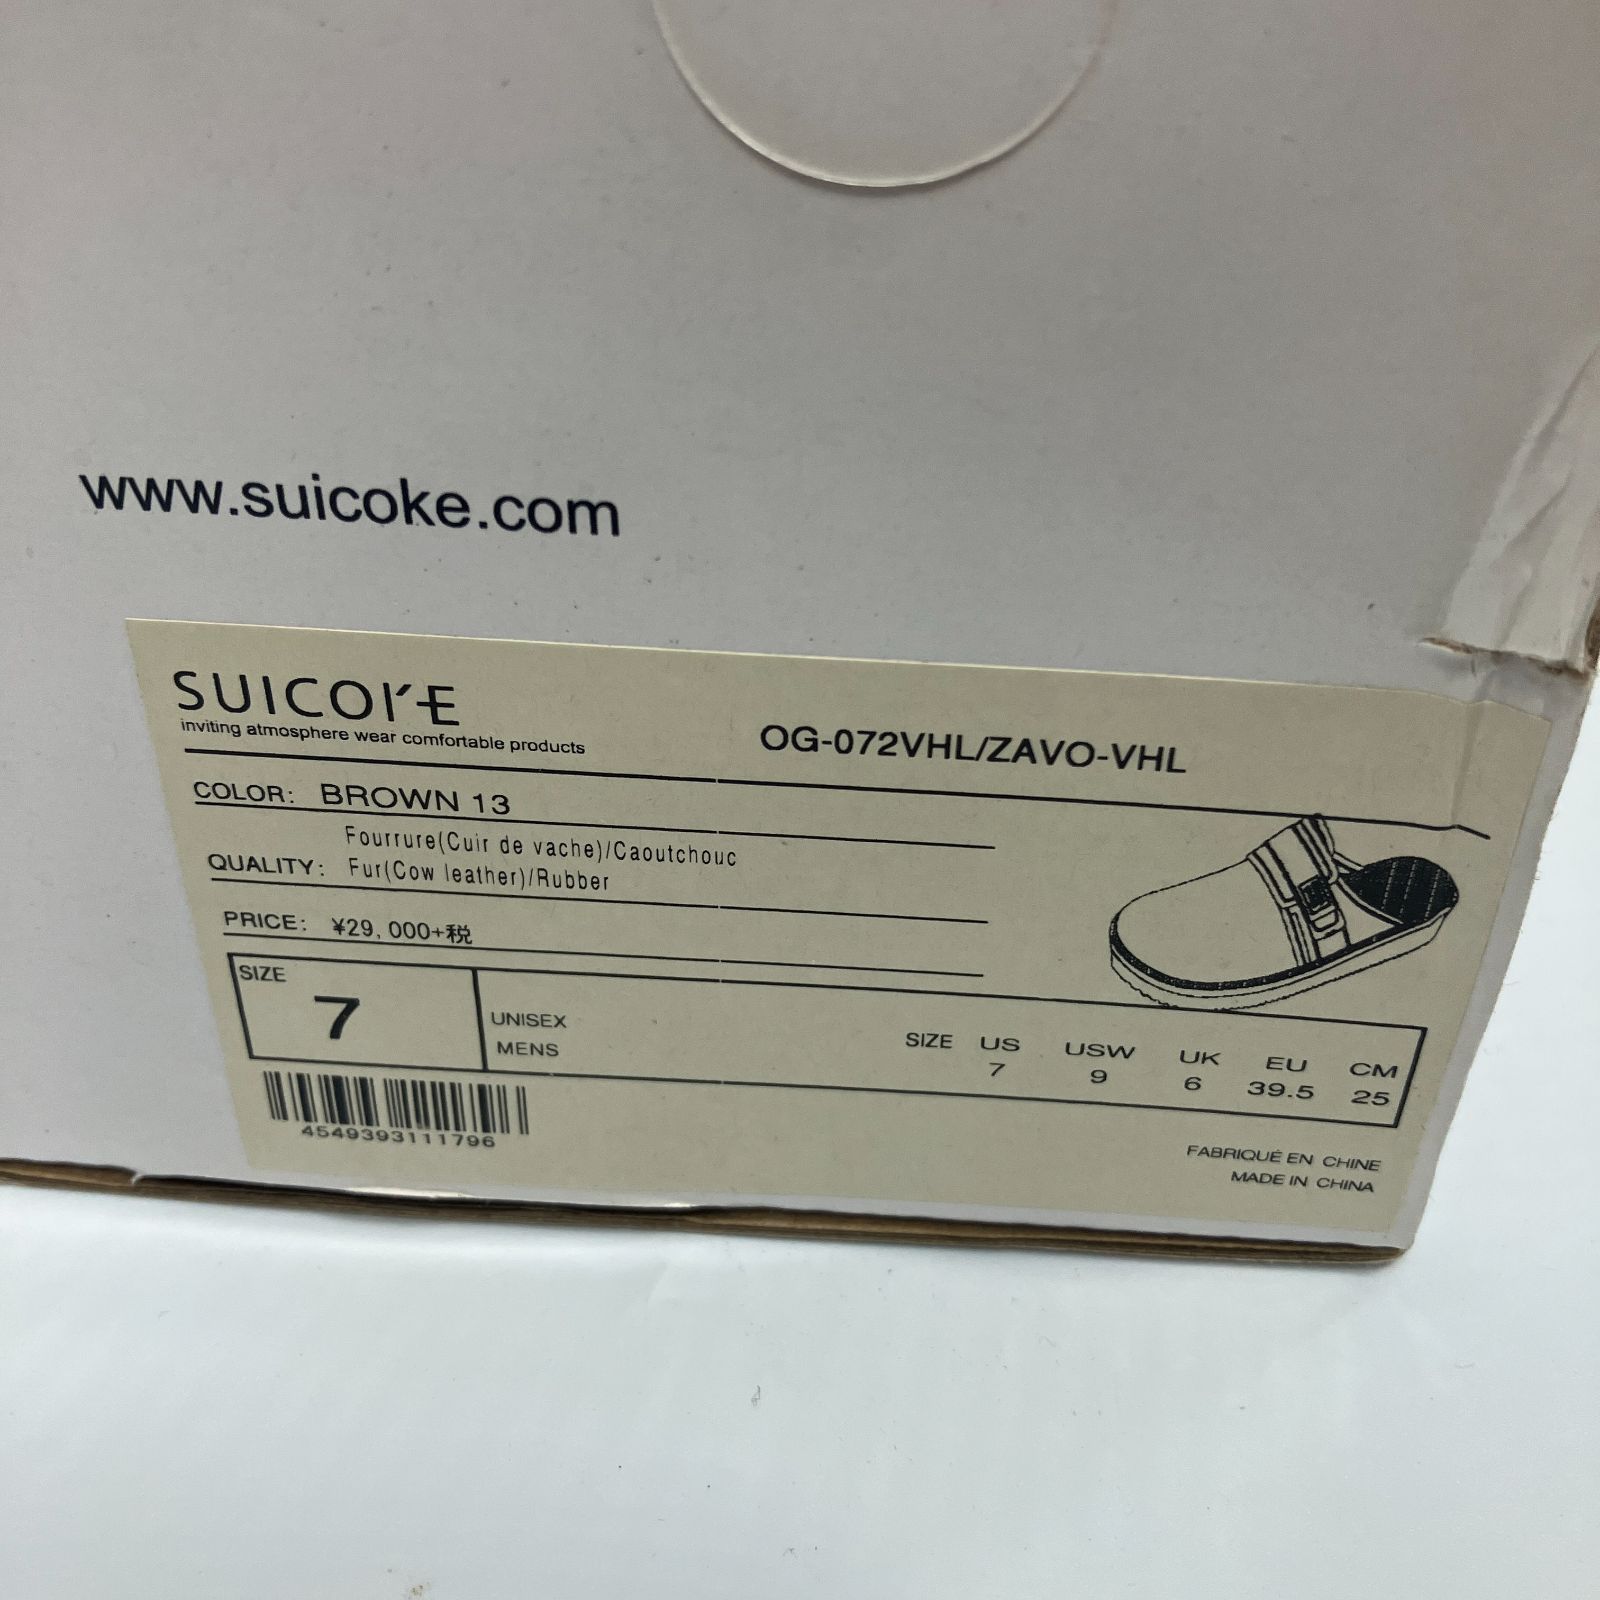 www.suicoke.com
SUICOKE
inviting atmosphere wear comfortable products
OG-072VHL/ZAVO-VHL
COLOR: BROWN 13
Fourrure(Cuir de vache)/Caoutchouc
QUALITY: Fur(Cow leather)/Rubber
PRICE: ¥29,000+税
SIZE
7
UNISEX
MENS
SIZE US USW UK EU CM
7 9 6 39.5 25
4549393111796
FABRIQUÉ EN CHINE
MADE IN CHINA